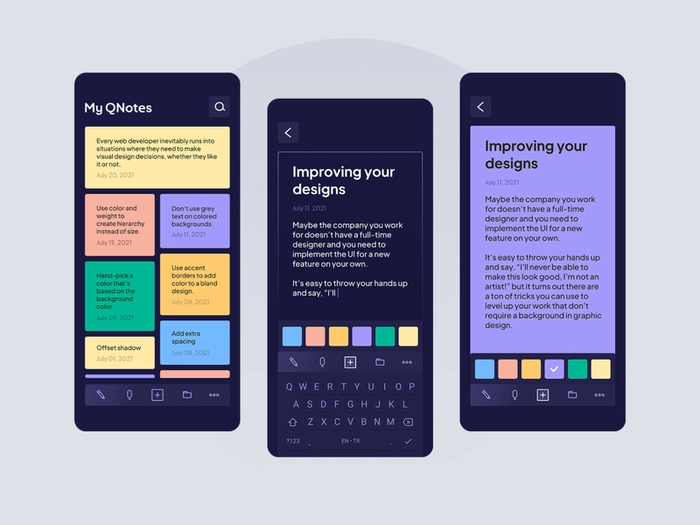 My QNotes
Every web developer inevitably runs into
situations where they need to make
visual design decisions, whether they like
it or not.
July 20, 2021
Use color and
weight to
create hierarchy
instead of size.
July 19, 2021
Don't use grey
text on colored
backgrounds.
July 11, 2021
Hand-pick a
color that's
based on the
background
color.
July 09, 2021
Use accent
borders to add
color to a bland
design.
July 08, 2021
Offset shadow
July 01, 2021
Add extra
spacing
July 08, 2021
Improving your
designs
July 11, 2021
Maybe the company you work
for doesn't have a full-time
designer and you need to
implement the UI for a new
feature on your own.
It's easy to throw your hands up
and say, "I'll
Q W E R T Y U I O P
A S D F G H J K L
Z X C V B N M
?123 , EN • TR .
Improving your
designs
July 11, 2021
Maybe the company you work
for doesn't have a full-time
designer and you need to
implement the UI for a new
feature on your own.
It's easy to throw your hands up
and say, "I'll never be able to
make this look good, I'm not an
artist!" but it turns out there are
a ton of tricks you can use to
level up your work that don't
require a background in graphic
design.